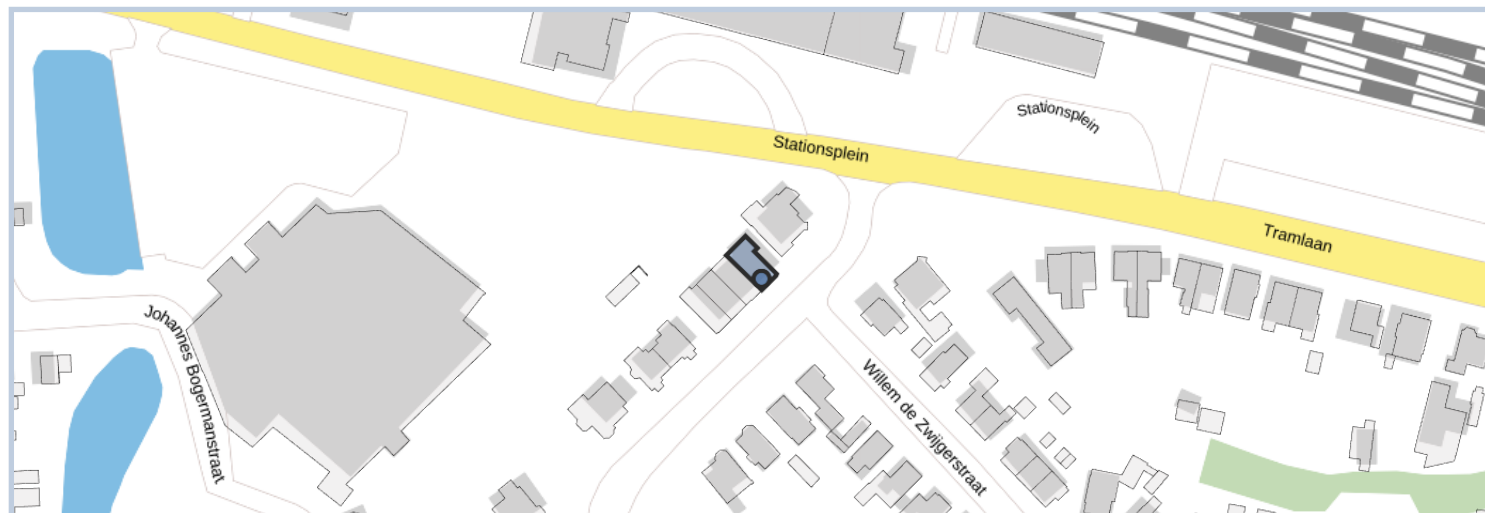 Stationsplein
Stationsplein
Tramlaan
Johannes Bogermanstraat
Willem de Zwijgerstraat